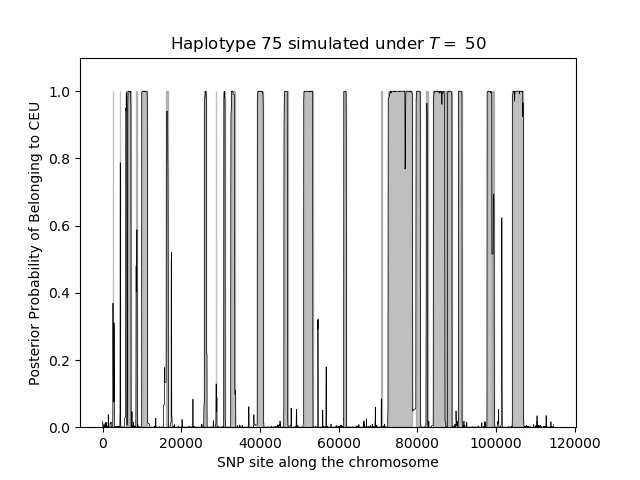 Haplotype 75 simulated under T = 50
Posterior Probability of Belonging to CEU
1.0
0.8
0.6
0.4
0.2
0.0
0 20000 40000 60000 80000 100000 120000
SNP site along the chromosome